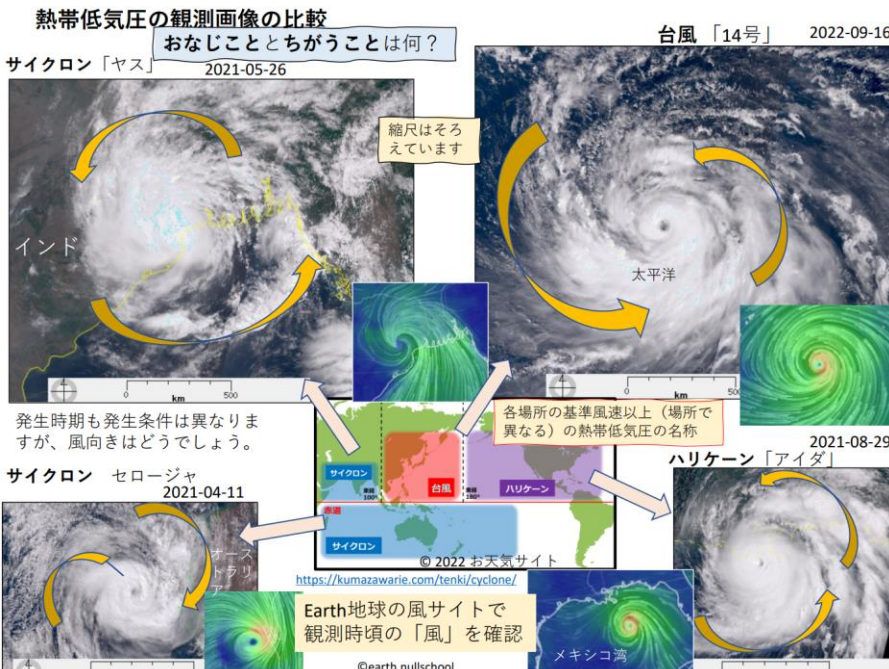 熱帯低気圧の観測画像の比較
おなじこととちがうことは何？
サイクロン「ヤス」
2021-05-26
台風 「14号」
2022-09-16
縮尺はそろ
えています
インド
太平洋
0
500
km
0
500
km
発生時期も発生条件は異なりま
すが、風向きはどうでしょう。
各場所の基準風速以上（場所で
異なる）の熱帯低気圧の名称
サイクロン
台風
ハリケーン
東経
100°
東経
180°
赤道
サイクロン
© 2022 お天気サイト
https://kumazawarie.com/tenki/cyclone/
サイクロン セロージャ
2021-04-11
オース
トラリ
ア
2021-08-29
ハリケーン「アイダ」
Earth地球の風サイトで
観測時頃の「風」を確認
メキシコ湾
©earth.nullschool